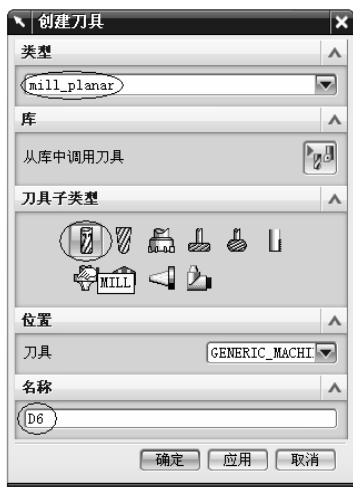 创建刀具
类型
mill_planar
库
从库中调用刀具
刀具子类型
MILL
位置
刀具
GENERIC_MACHI
名称
D6
确定 应用 取消